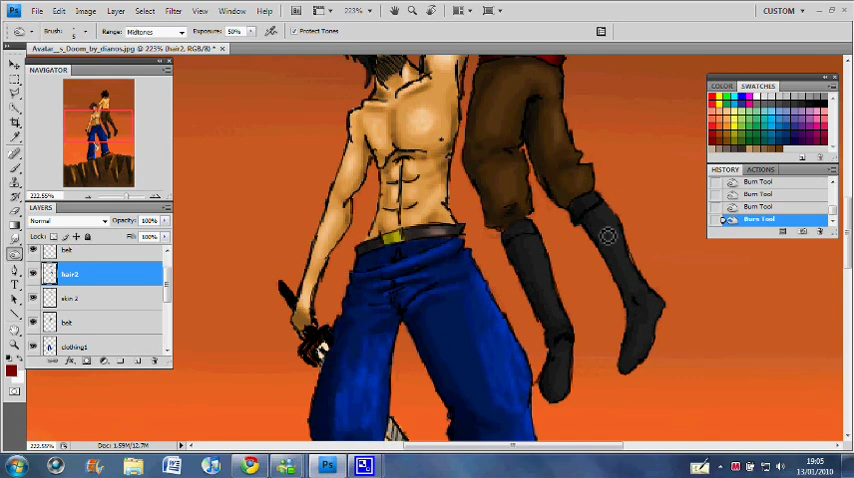 Ps
File Edit Image Layer Select Filter View Window Help
223%
CUSTOM
Brush: 5 Range: Midtones Exposure: 50% Protect Tones
Avatar__s_Doom_by_dianos.jpg @ 223% (hair2, RGB/8) *
NAVIGATOR
222.55%
LAYERS
Normal Opacity: 100%
Lock: Fill: 100%
belt
hair2
skin 2
belt
clothing1
COLOR SWATCHES
HISTORY ACTIONS
Burn Tool
Burn Tool
Burn Tool
Burn Tool
222.55% Doc: 1.59M/12.7M
19:05
13/01/2010